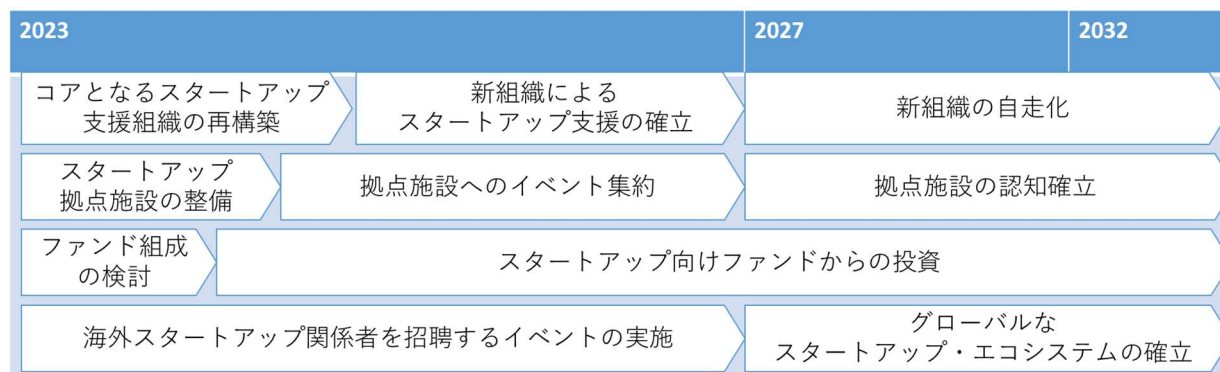 2023
2027
2032
コアとなるスタートアップ
支援組織の再構築
新組織による
スタートアップ支援の確立
新組織の自走化
スタートアップ
拠点施設の整備
拠点施設へのイベント集約
拠点施設の認知確立
ファンド組成
の検討
スタートアップ向けファンドからの投資
海外スタートアップ関係者を招聘するイベントの実施
グローバルな
スタートアップ・エコシステムの確立